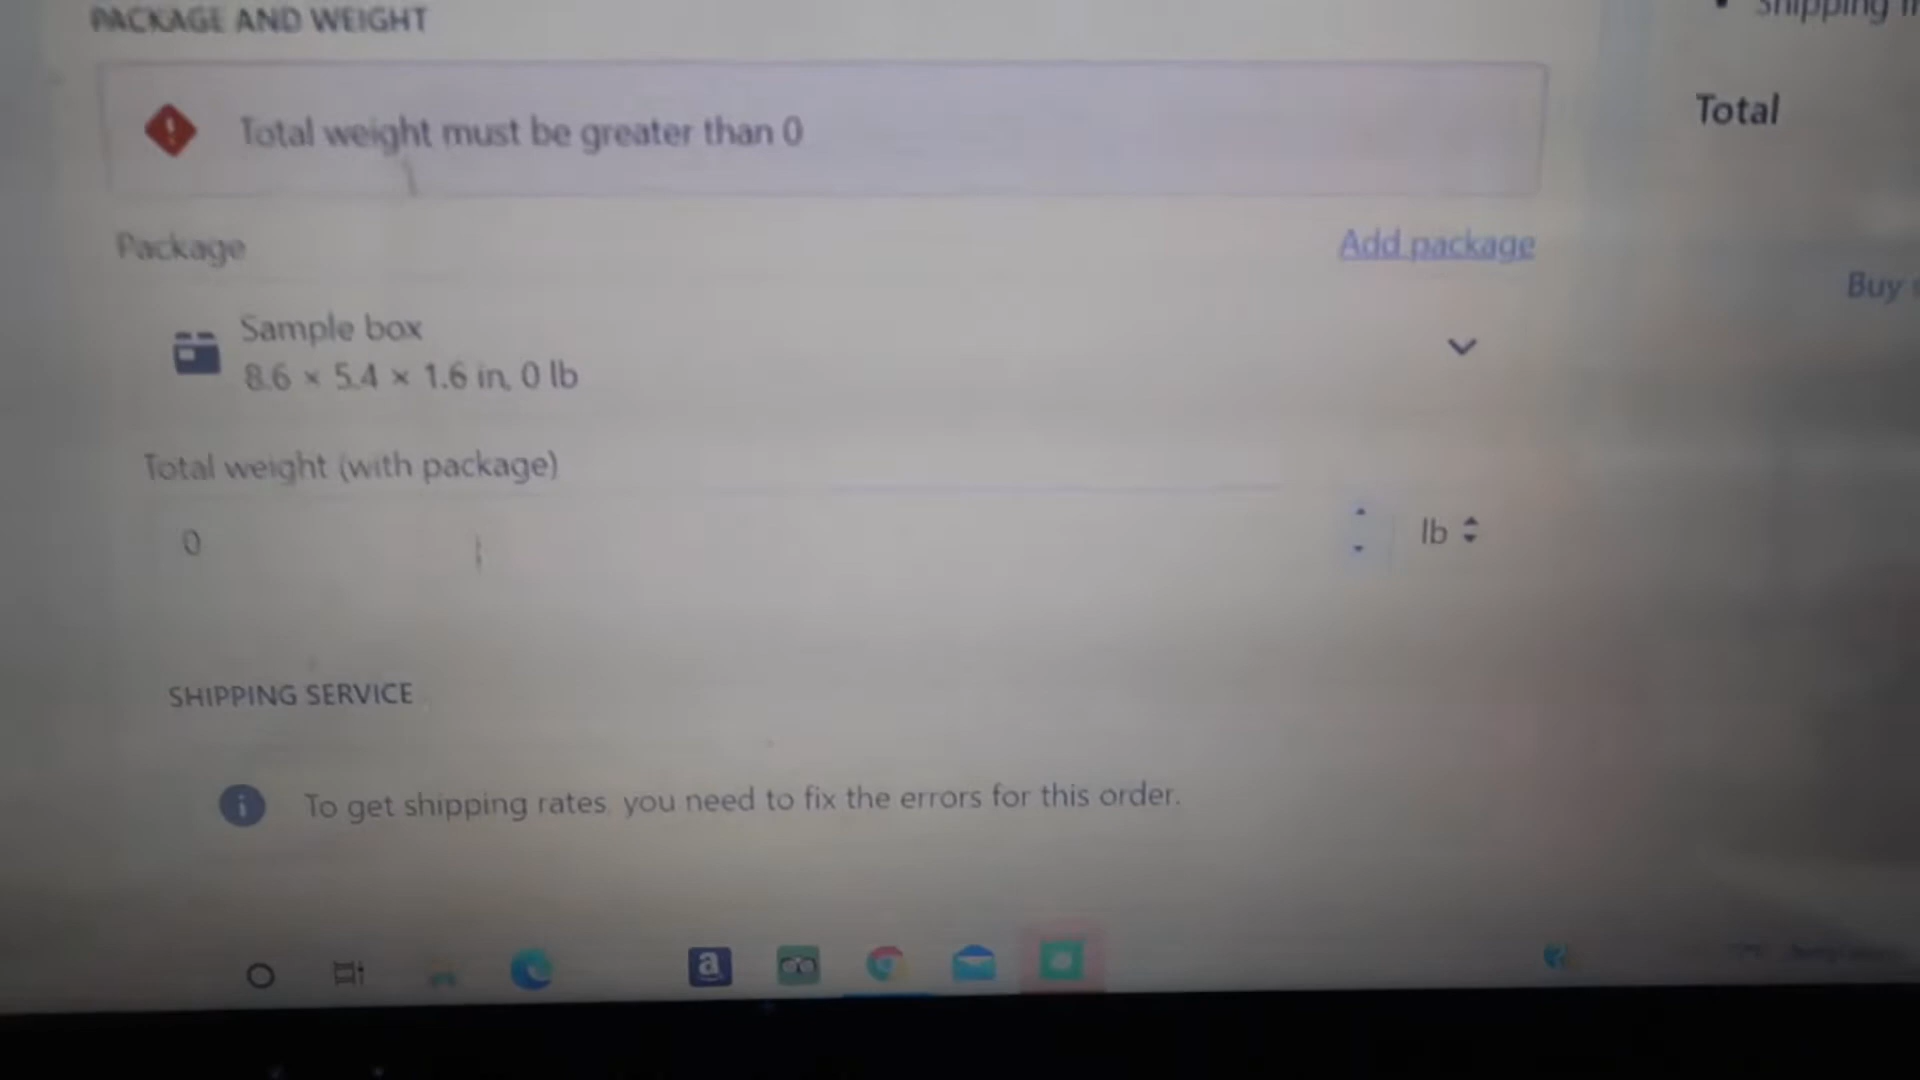 PACKAGE AND WEIGHT
Shipping
Total weight must be greater than 0
Total
Package
Add package
Buy
Sample box
8.6 × 5.4 × 1.6 in, 0 lb
Total weight (with package)
0
lb
SHIPPING SERVICE
To get shipping rates, you need to fix the errors for this order.
a